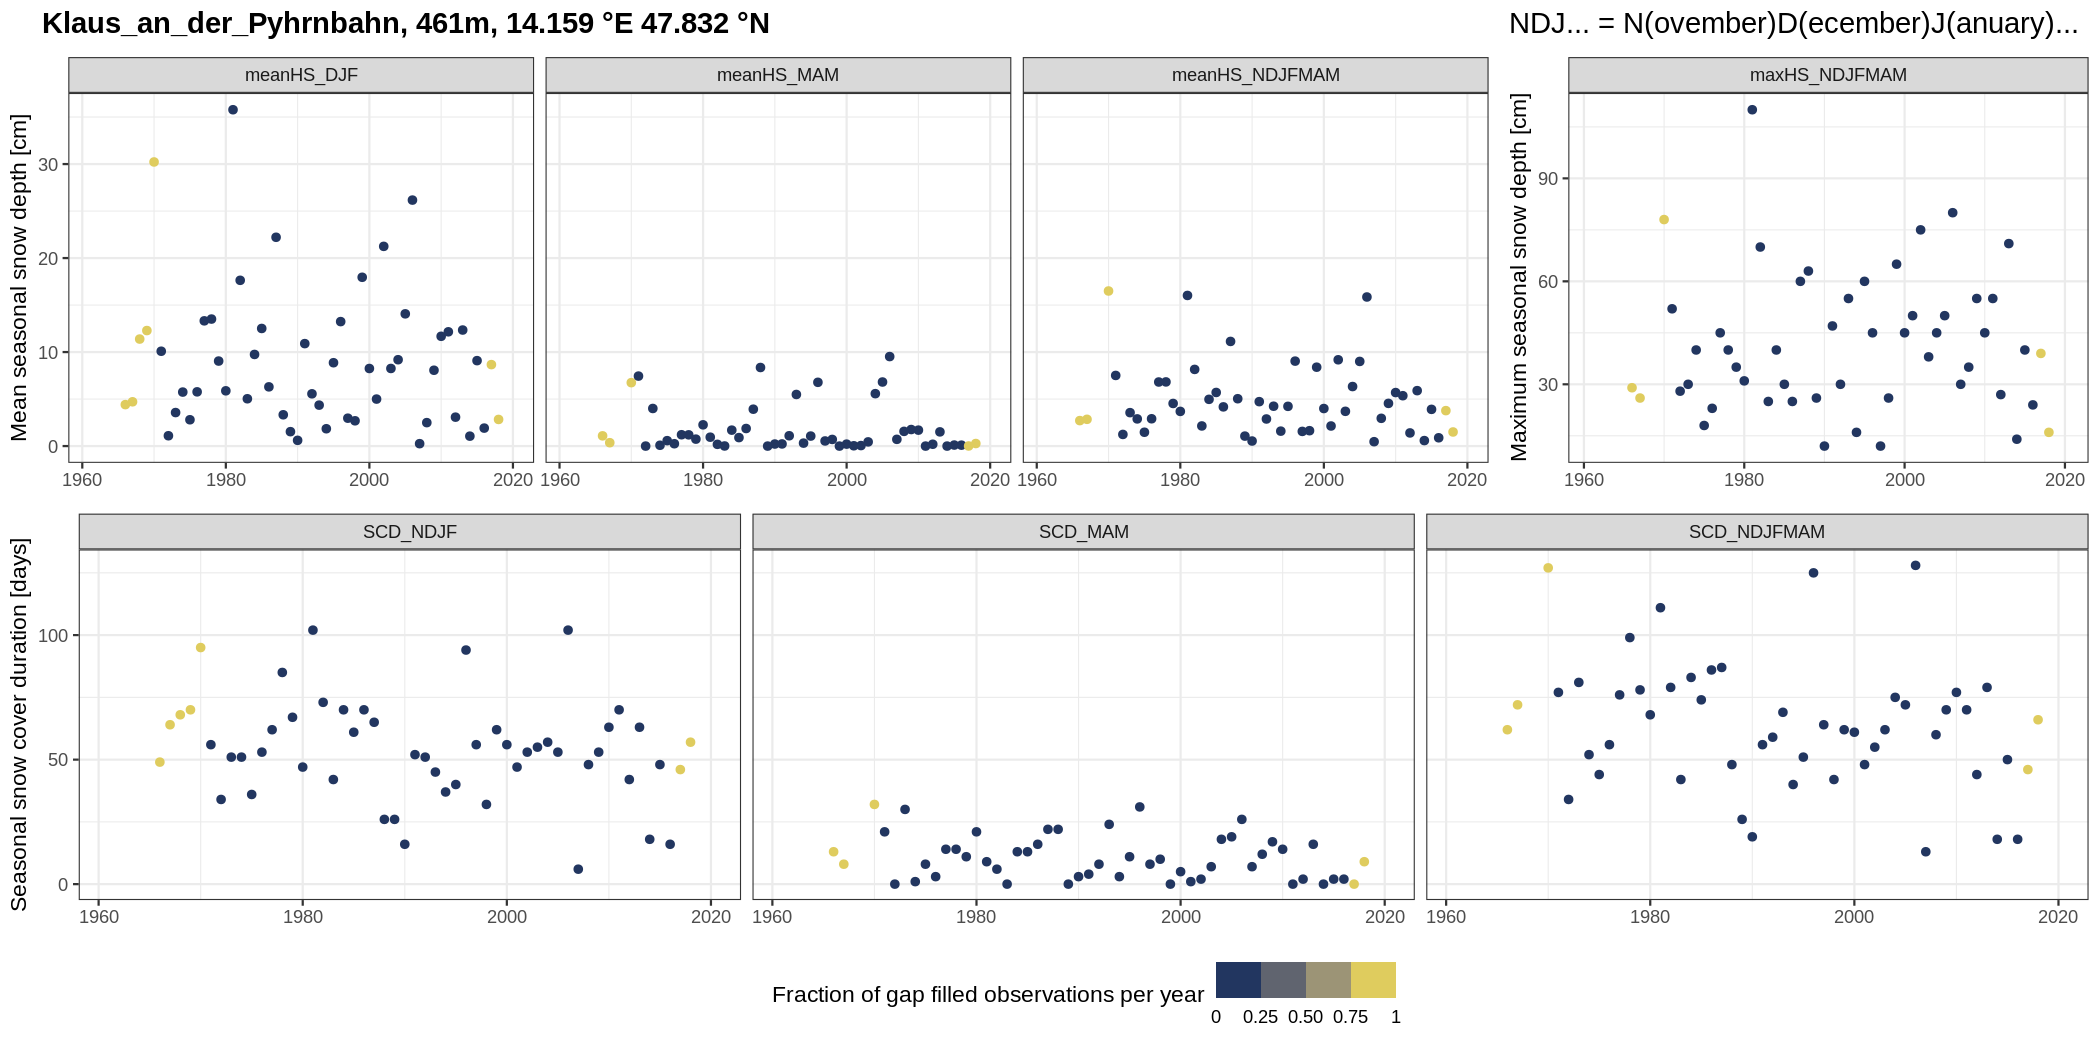 Klaus_an_der_Pyhrnbahn, 461m, 14.159 °E 47.832 °N
NDJ... = N(ovember)D(ecember)J(anuary)...
meanHS_DJF
meanHS_MAM
meanHS_NDJFMAM
maxHS_NDJFMAM
Mean seasonal snow depth [cm]
30
20
10
0
Maximum seasonal snow depth [cm]
90
60
30
1960 1980 2000 2020
1960 1980 2000 2020
1960 1980 2000 2020
1960 1980 2000 2020
SCD_NDJF
SCD_MAM
SCD_NDJFMAM
Seasonal snow cover duration [days]
100
50
0
1960 1980 2000 2020
1960 1980 2000 2020
1960 1980 2000 2020
Fraction of gap filled observations per year
0 0.25 0.50 0.75 1